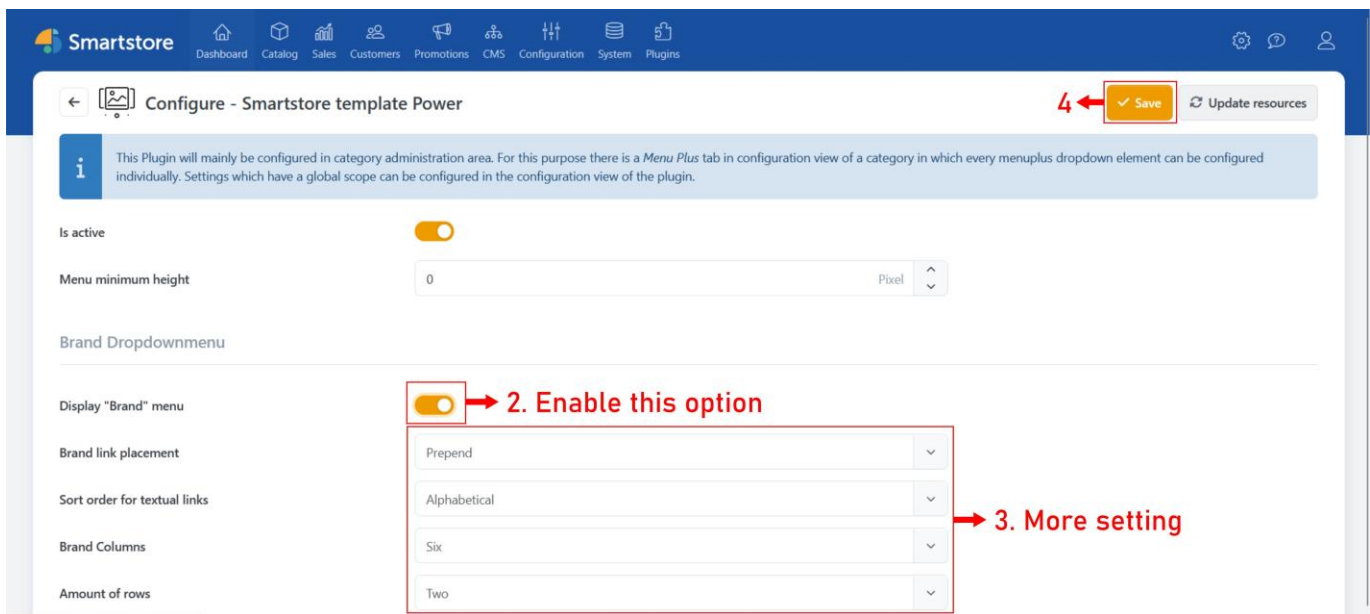 Smartstore
Dashboard Catalog Sales Customers Promotions CMS Configuration System Plugins
Configure - Smartstore template Power
4
Save
Update resources
This Plugin will mainly be configured in category administration area. For this purpose there is a Menu Plus tab in configuration view of a category in which every menuplus dropdown element can be configured
individually. Settings which have a global scope can be configured in the configuration view of the plugin.
Is active
Menu minimum height 0 Pixel
Brand Dropdownmenu
Display "Brand" menu 2. Enable this option
Brand link placement Prepend
Sort order for textual links Alphabetical
3. More setting
Brand Columns Six
Amount of rows Two